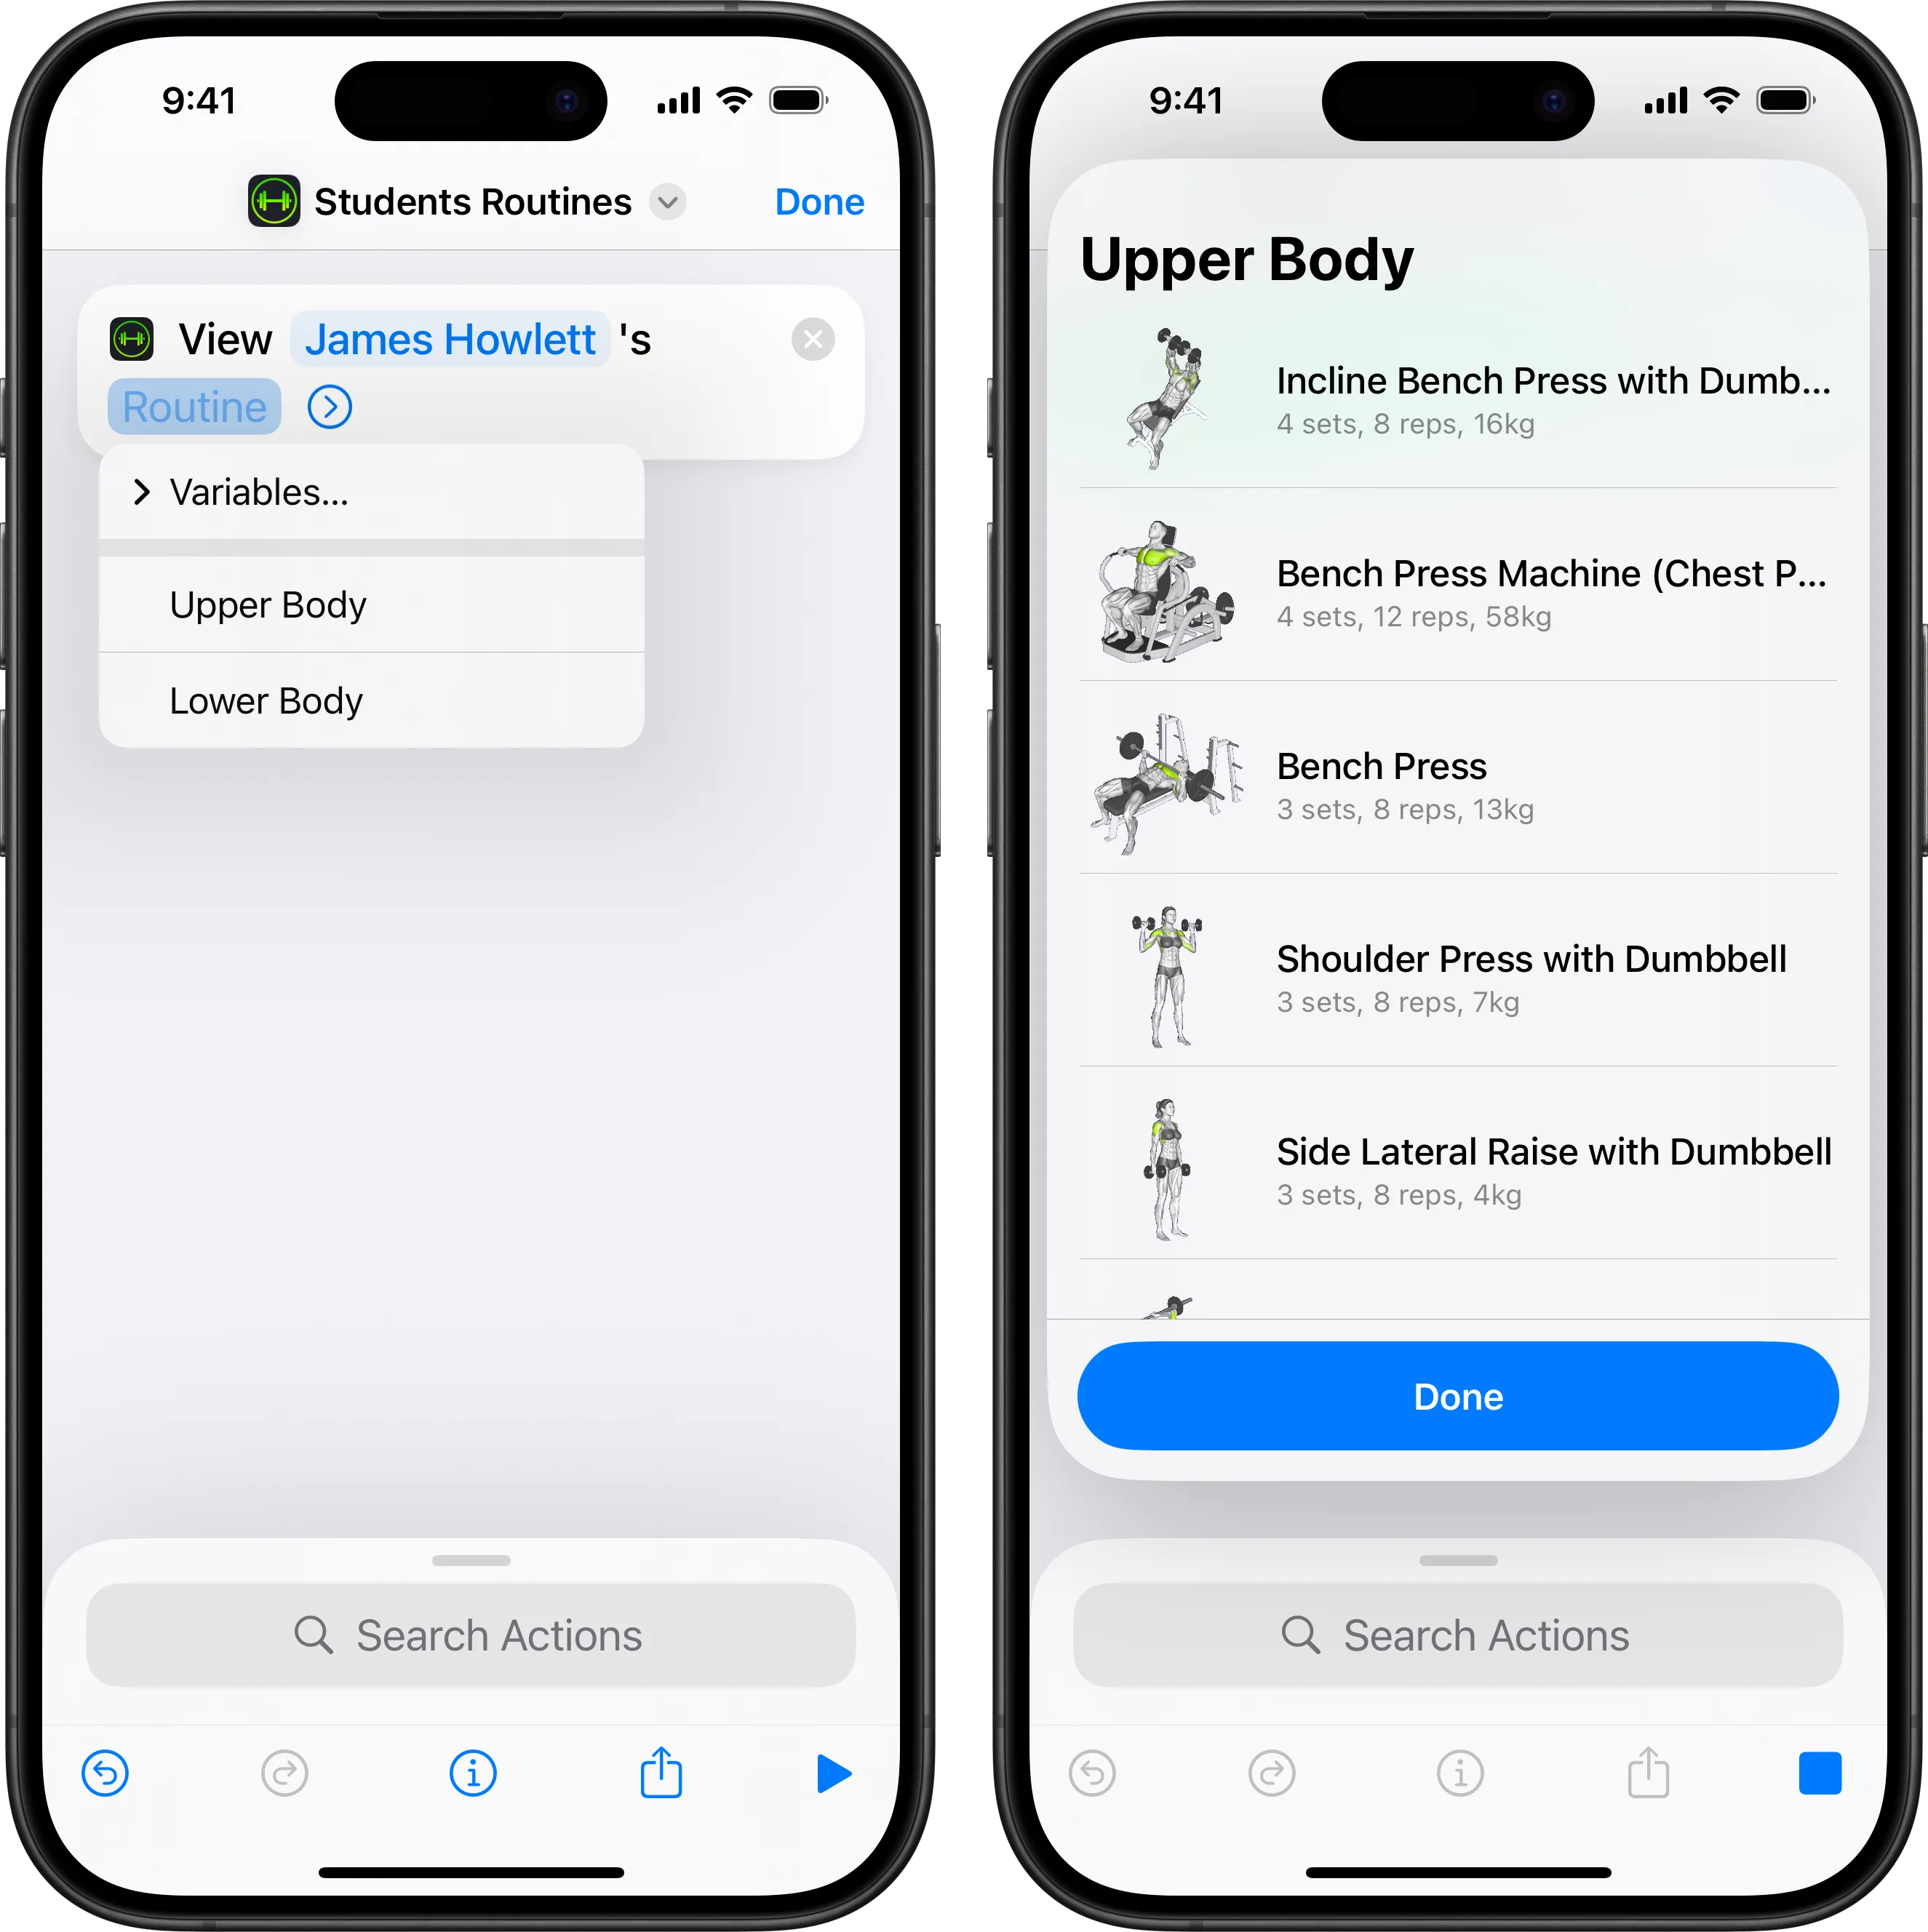 9:41
Students Routines
Done
View James Howlett 's
Routine
Variables...
Upper Body
Lower Body
Search Actions
9:41
Upper Body
Incline Bench Press with Dumb...
4 sets, 8 reps, 16kg
Bench Press Machine (Chest P...
4 sets, 12 reps, 58kg
Bench Press
3 sets, 8 reps, 13kg
Shoulder Press with Dumbbell
3 sets, 8 reps, 7kg
Side Lateral Raise with Dumbbell
3 sets, 8 reps, 4kg
Done
Search Actions